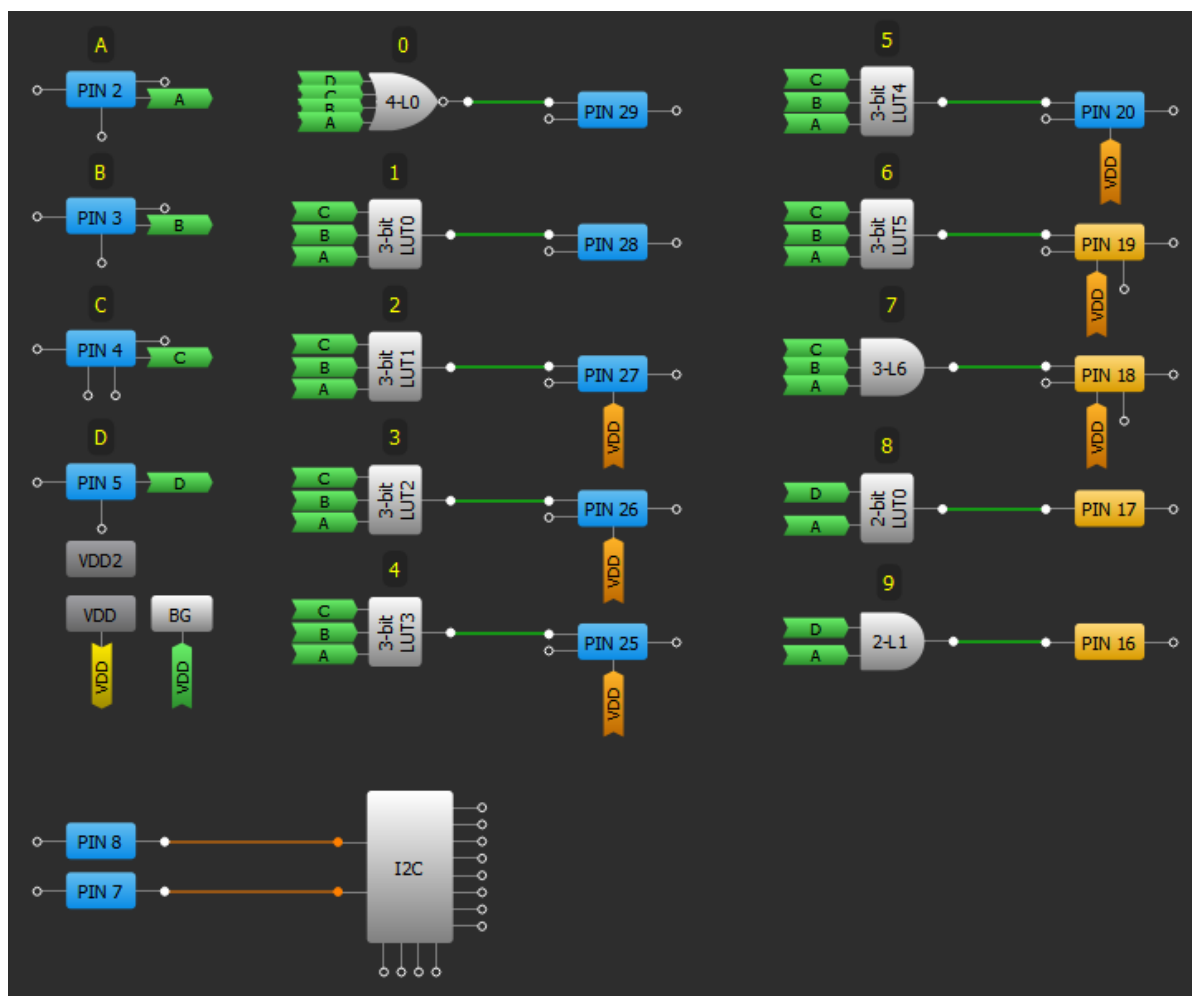 A
PIN 2
A
B
PIN 3
B
C
PIN 4
C
D
PIN 5
D
VDD2
VDD
BG
VDD
VDD
0
D
C
B
A
4-L0
PIN 29
1
C
B
A
3-bit
LUT0
PIN 28
2
C
B
A
3-bit
LUT1
PIN 27
VDD
3
C
B
A
3-bit
LUT2
PIN 26
VDD
4
C
B
A
3-bit
LUT3
PIN 25
VDD
5
C
B
A
3-bit
LUT4
PIN 20
VDD
6
C
B
A
3-bit
LUT5
PIN 19
VDD
7
C
B
A
3-L6
PIN 18
VDD
8
D
A
2-bit
LUT0
PIN 17
9
D
A
2-L1
PIN 16
PIN 8
PIN 7
I2C